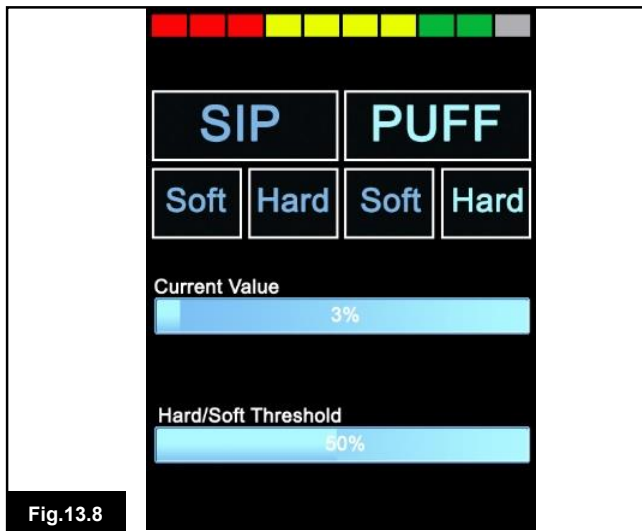 SIP PUFF
Soft Hard Soft Hard
Current Value
3%
Hard/Soft Threshold
50%
Fig.13.8